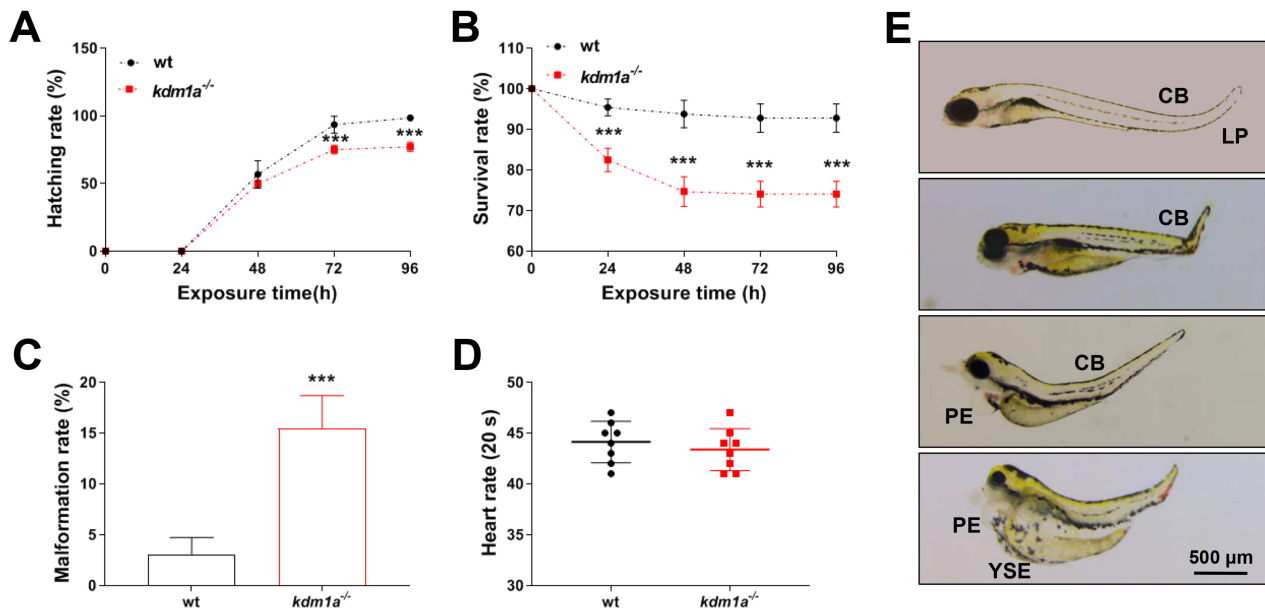 A
Hatching rate (%)
150
100
50
0
wt
kdm1a-/-
***
***
0 24 48 72 96
Exposure time(h)
B
Survival rate (%)
110
100
90
80
70
60
wt
kdm1a-/-
***
***
***
***
0 24 48 72 96
Exposure time (h)
C
Malformation rate (%)
20
15
10
5
0
***
wt kdm1a-/-
D
Heart rate (20 s)
50
45
40
35
30
wt kdm1a-/-
E
CB
LP
CB
CB
PE
PE
YSE
500 μm